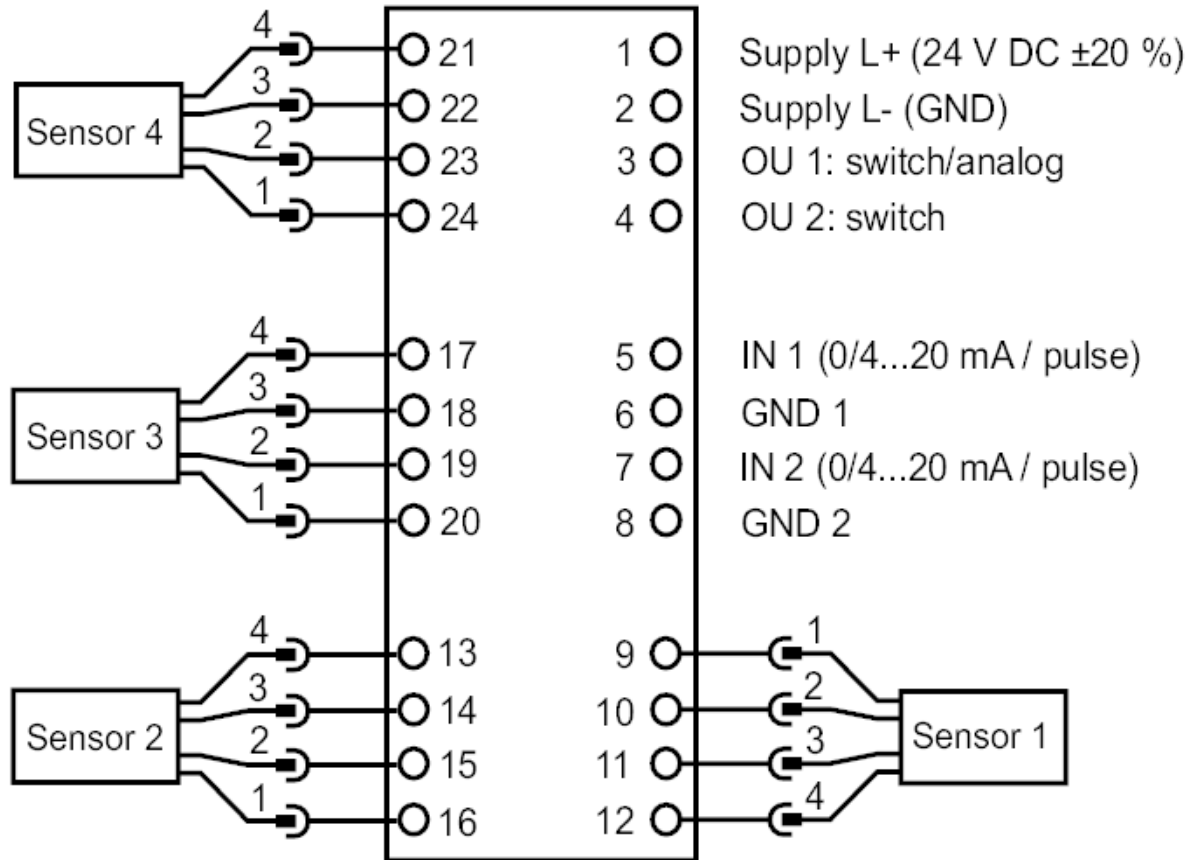 4 21 1 Supply L+ (24 V DC ±20 %)
3 22 2 Supply L- (GND)
Sensor 4
2 23 3 OU 1: switch/analog
1 24 4 OU 2: switch
4 17 5 IN 1 (0/4...20 mA / pulse)
3 18 6 GND 1
Sensor 3
2 19 7 IN 2 (0/4...20 mA / pulse)
1 20 8 GND 2
4 13 9 1
3 14 10 2
Sensor 2 Sensor 1
2 15 11 3
1 16 12 4